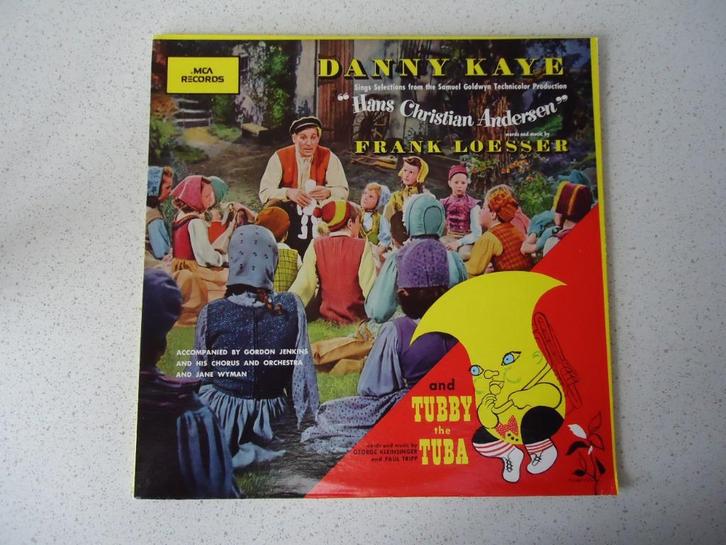 MCA
RECORDS
DANNY KAYE
Sings Selections from the Samuel Goldwyn Technicolor Production
"Hans Christian Andersen"
words and music by
FRANK LOESSER
ACCOMPANIED BY GORDON JENKINS
AND HIS CHORUS AND ORCHESTRA
AND JANE WYMAN
and
TUBBY
the
TUBA
words and music by
GEORGE KLEINSINGER
and PAUL TRIPP